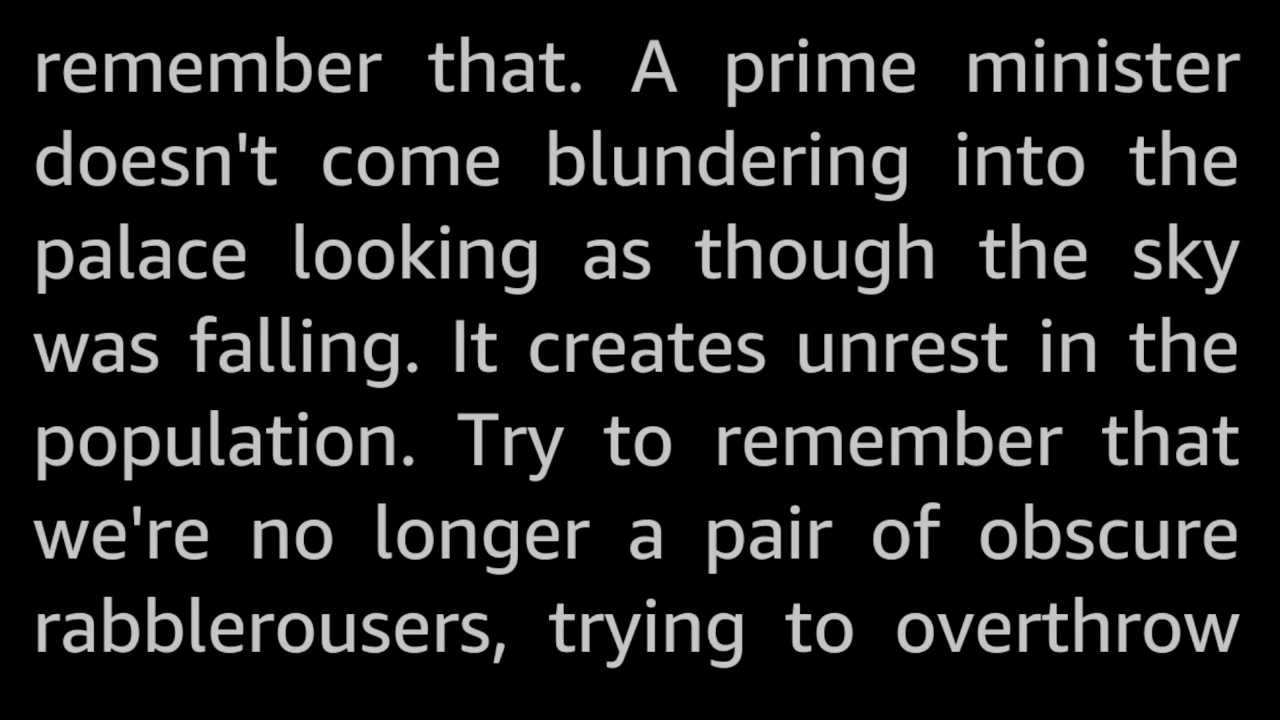 remember that. A prime minister
doesn't come blundering into the
palace looking as though the sky
was falling. It creates unrest in the
population. Try to remember that
we're no longer a pair of obscure
rabblerousers, trying to overthrow